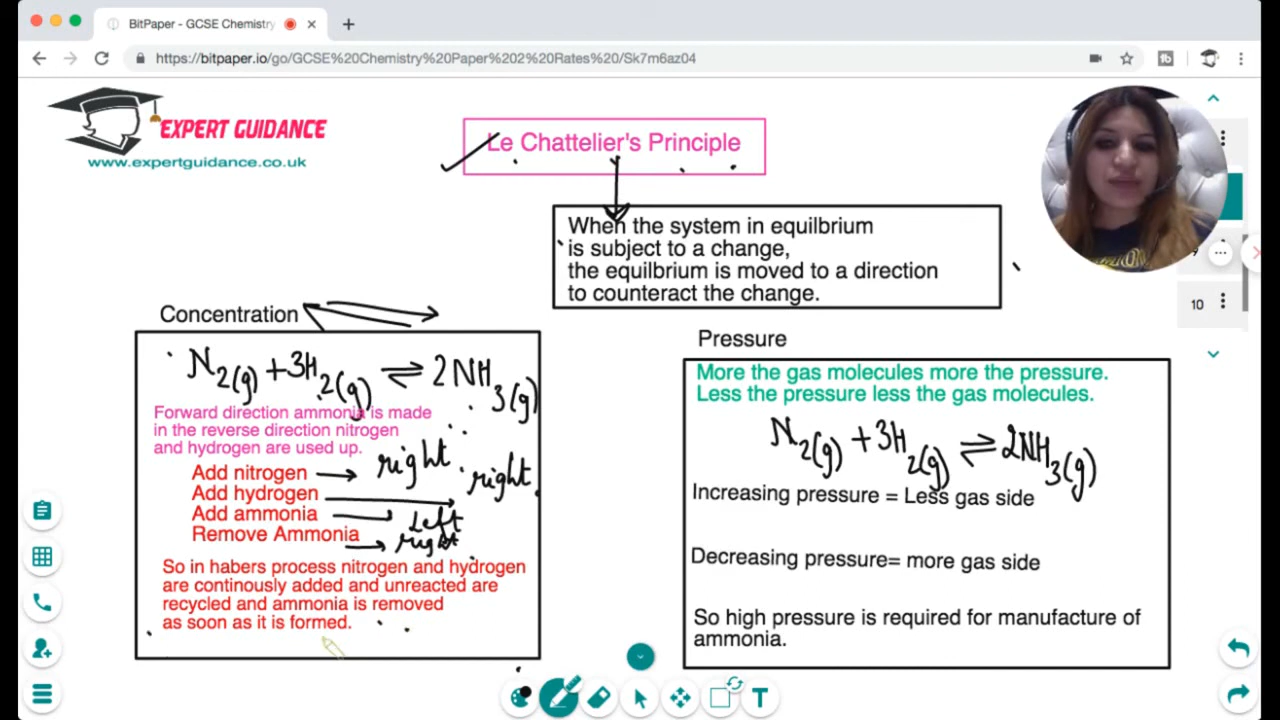 BitPaper - GCSE Chemistry
https://bitpaper.io/go/GCSE%20Chemistry%20Paper%202%20Rates%20/Sk7m6az04
EXPERT GUIDANCE
www.expertguidance.co.uk
Le Chattelier's Principle
When the system in equilbrium
is subject to a change,
the equilbrium is moved to a direction
to counteract the change.
10
Concentration
N2(g) + 3H2(g) ⇌ 2NH3(g)
Forward direction ammonia is made
in the reverse direction nitrogen
and hydrogen are used up.
Add nitrogen → right
Add hydrogen → right
Add ammonia → left
Remove Ammonia → right
So in habers process nitrogen and hydrogen
are continously added and unreacted are
recycled and ammonia is removed
as soon as it is formed.
Pressure
More the gas molecules more the pressure.
Less the pressure less the gas molecules.
N2(g) + 3H2(g) ⇌ 2NH3(g)
Increasing pressure = Less gas side
Decreasing pressure= more gas side
So high pressure is required for manufacture of
ammonia.
T